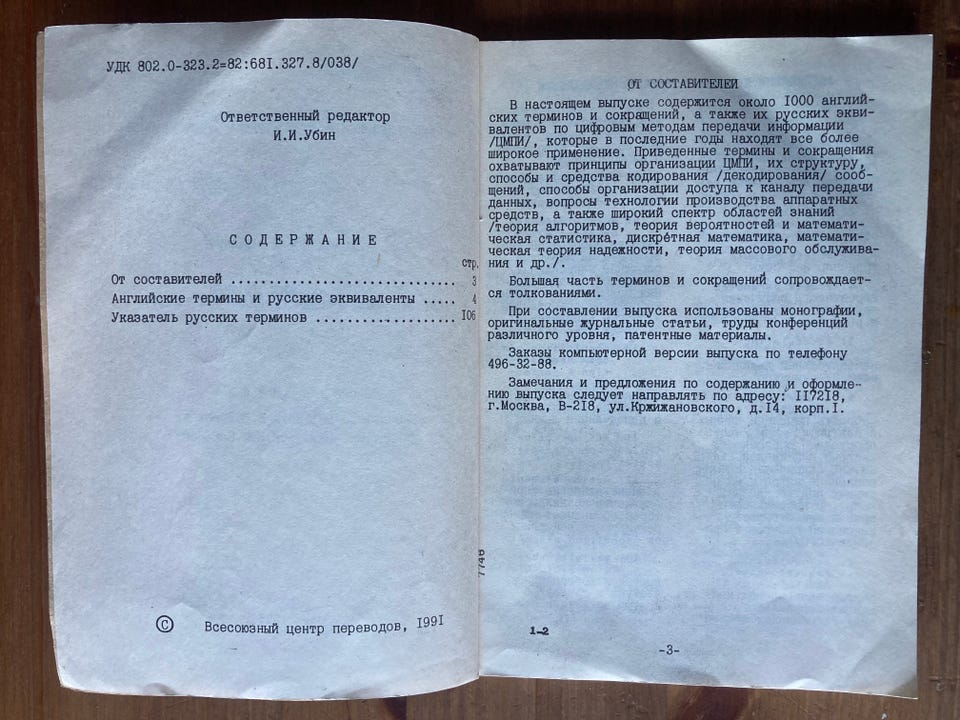 УДК 802.0-323.2=82:681.327.8/038/
Ответственный редактор
И.И.Убин
СОДЕРЖАНИЕ
стр.
От составителей ............................. 3
Английские термины и русские эквиваленты ..... 4
Указатель русских терминов ................... 106
© Всесоюзный центр переводов, 1991
ОТ СОСТАВИТЕЛЕЙ
В настоящем выпуске содержится около 1000 англий-
ских терминов и сокращений, а также их русских экви-
валентов по цифровым методам передачи информации
/ЦМПИ/, которые в последние годы находят все более
широкое применение. Приведенные термины и сокращения
охватывают принципы организации ЦМПИ, их структуру,
способы и средства кодирования /декодирования/ сооб-
щений, способы организации доступа к каналу передачи
данных, вопросы технологии производства аппаратных
средств, а также широкий спектр областей знаний
/теория алгоритмов, теория вероятностей и математи-
ческая статистика, дискретная математика, математи-
ческая теория надежности, теория массового обслужива-
ния и др./.
Большая часть терминов и сокращений сопровождает-
ся толкованиями.
При составлении выпуска использованы монографии,
оригинальные журнальные статьи, труды конференций
различного уровня, патентные материалы.
Заказы компьютерной версии выпуска по телефону
496-32-88.
Замечания и предложения по содержанию и оформле-
нию выпуска следует направлять по адресу: 117218,
г.Москва, В-218, ул.Кржижановского, д.14, корп.1.
7746
1-2
-3-